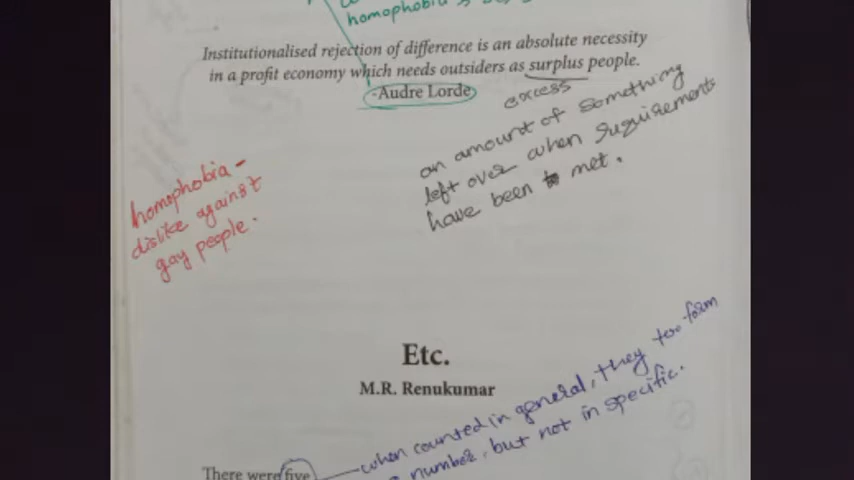 homophobia
Institutionalised rejection of difference is an absolute necessity
in a profit economy which needs outsiders as surplus people.
-Audre Lorde
excess
an amount of something
left over when requirements
have been to met.
homophobia -
dislike against
gay people.
Etc.
M.R. Renukumar
when counted in general, they too form
number, but not in specific.
There were five